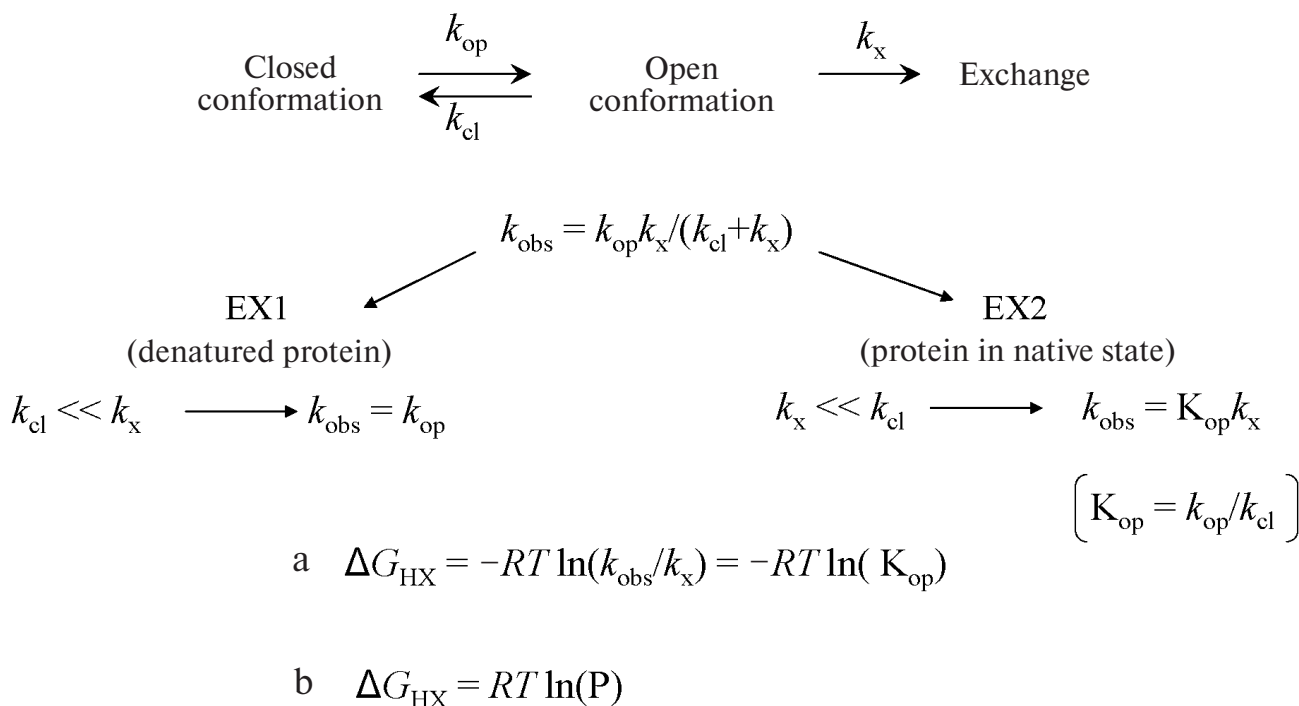 k_op
k_x
Closed conformation
Open conformation
Exchange
k_cl
k_obs = k_op k_x/(k_cl+k_x)
EX1
EX2
(denatured protein)
(protein in native state)
k_cl << k_x
k_obs = k_op
k_x << k_cl
k_obs = K_op k_x
(K_op = k_op/k_cl)
a ΔG_HX = −RT ln(k_obs/k_x) = −RT ln( K_op)
b ΔG_HX = RT ln(P)